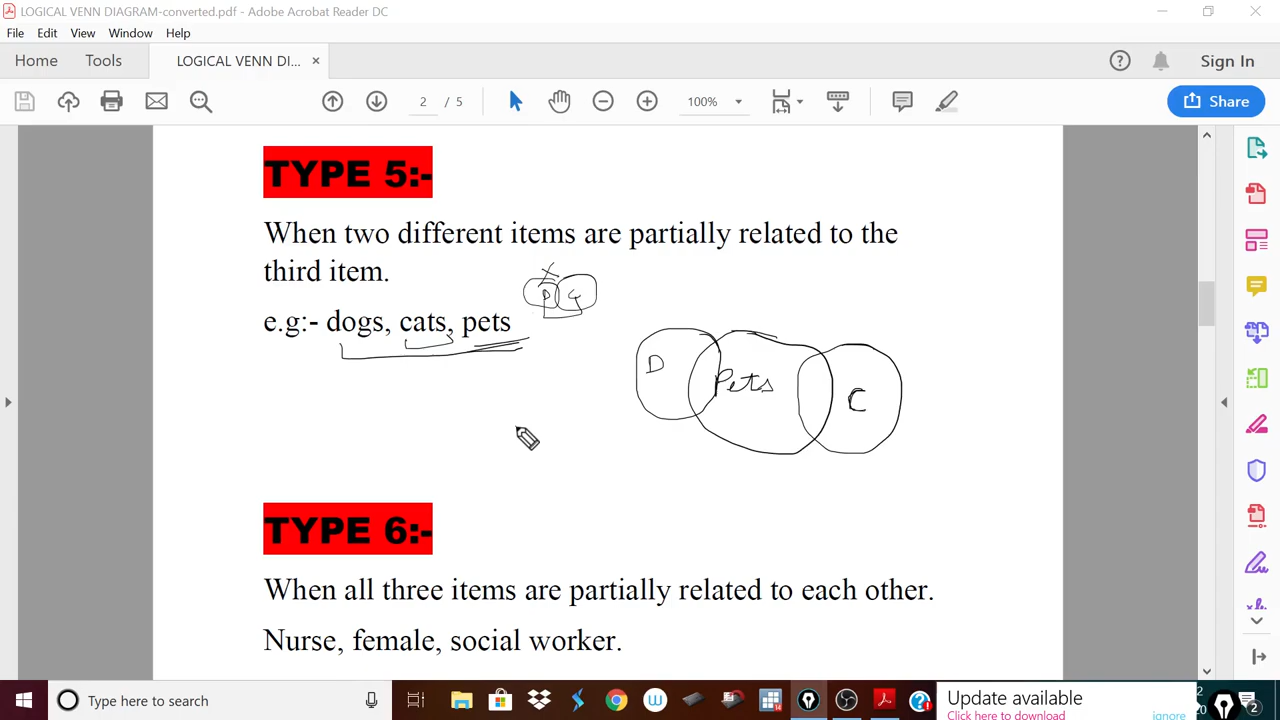 LOGICAL VENN DIAGRAM-converted.pdf - Adobe Acrobat Reader DC
File Edit View Window Help
Home Tools LOGICAL VENN DI... × Sign In
2 / 5 100% Share
TYPE 5:-
When two different items are partially related to the
third item.
D C
e.g:- dogs, cats, pets
D Pets C
TYPE 6:-
When all three items are partially related to each other.
Nurse, female, social worker.
Type here to search
Update available
Click here to download ignore
2